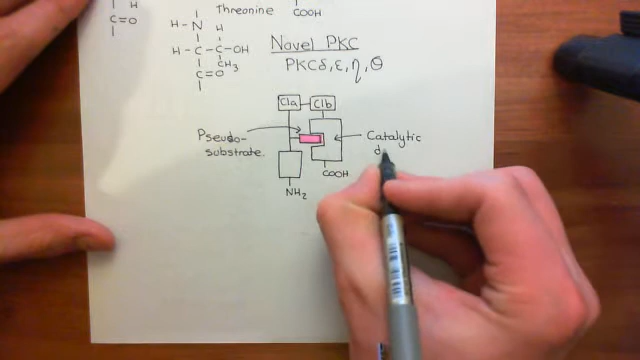 H
C=O
Threonine
COOH
H-N
H
H-C-C-OH
CH3
C=O
Novel PKC
PKCδ,ε,η,θ
C1a
C1b
Pseudo-
substrate.
Catalytic
d
COOH
NH2